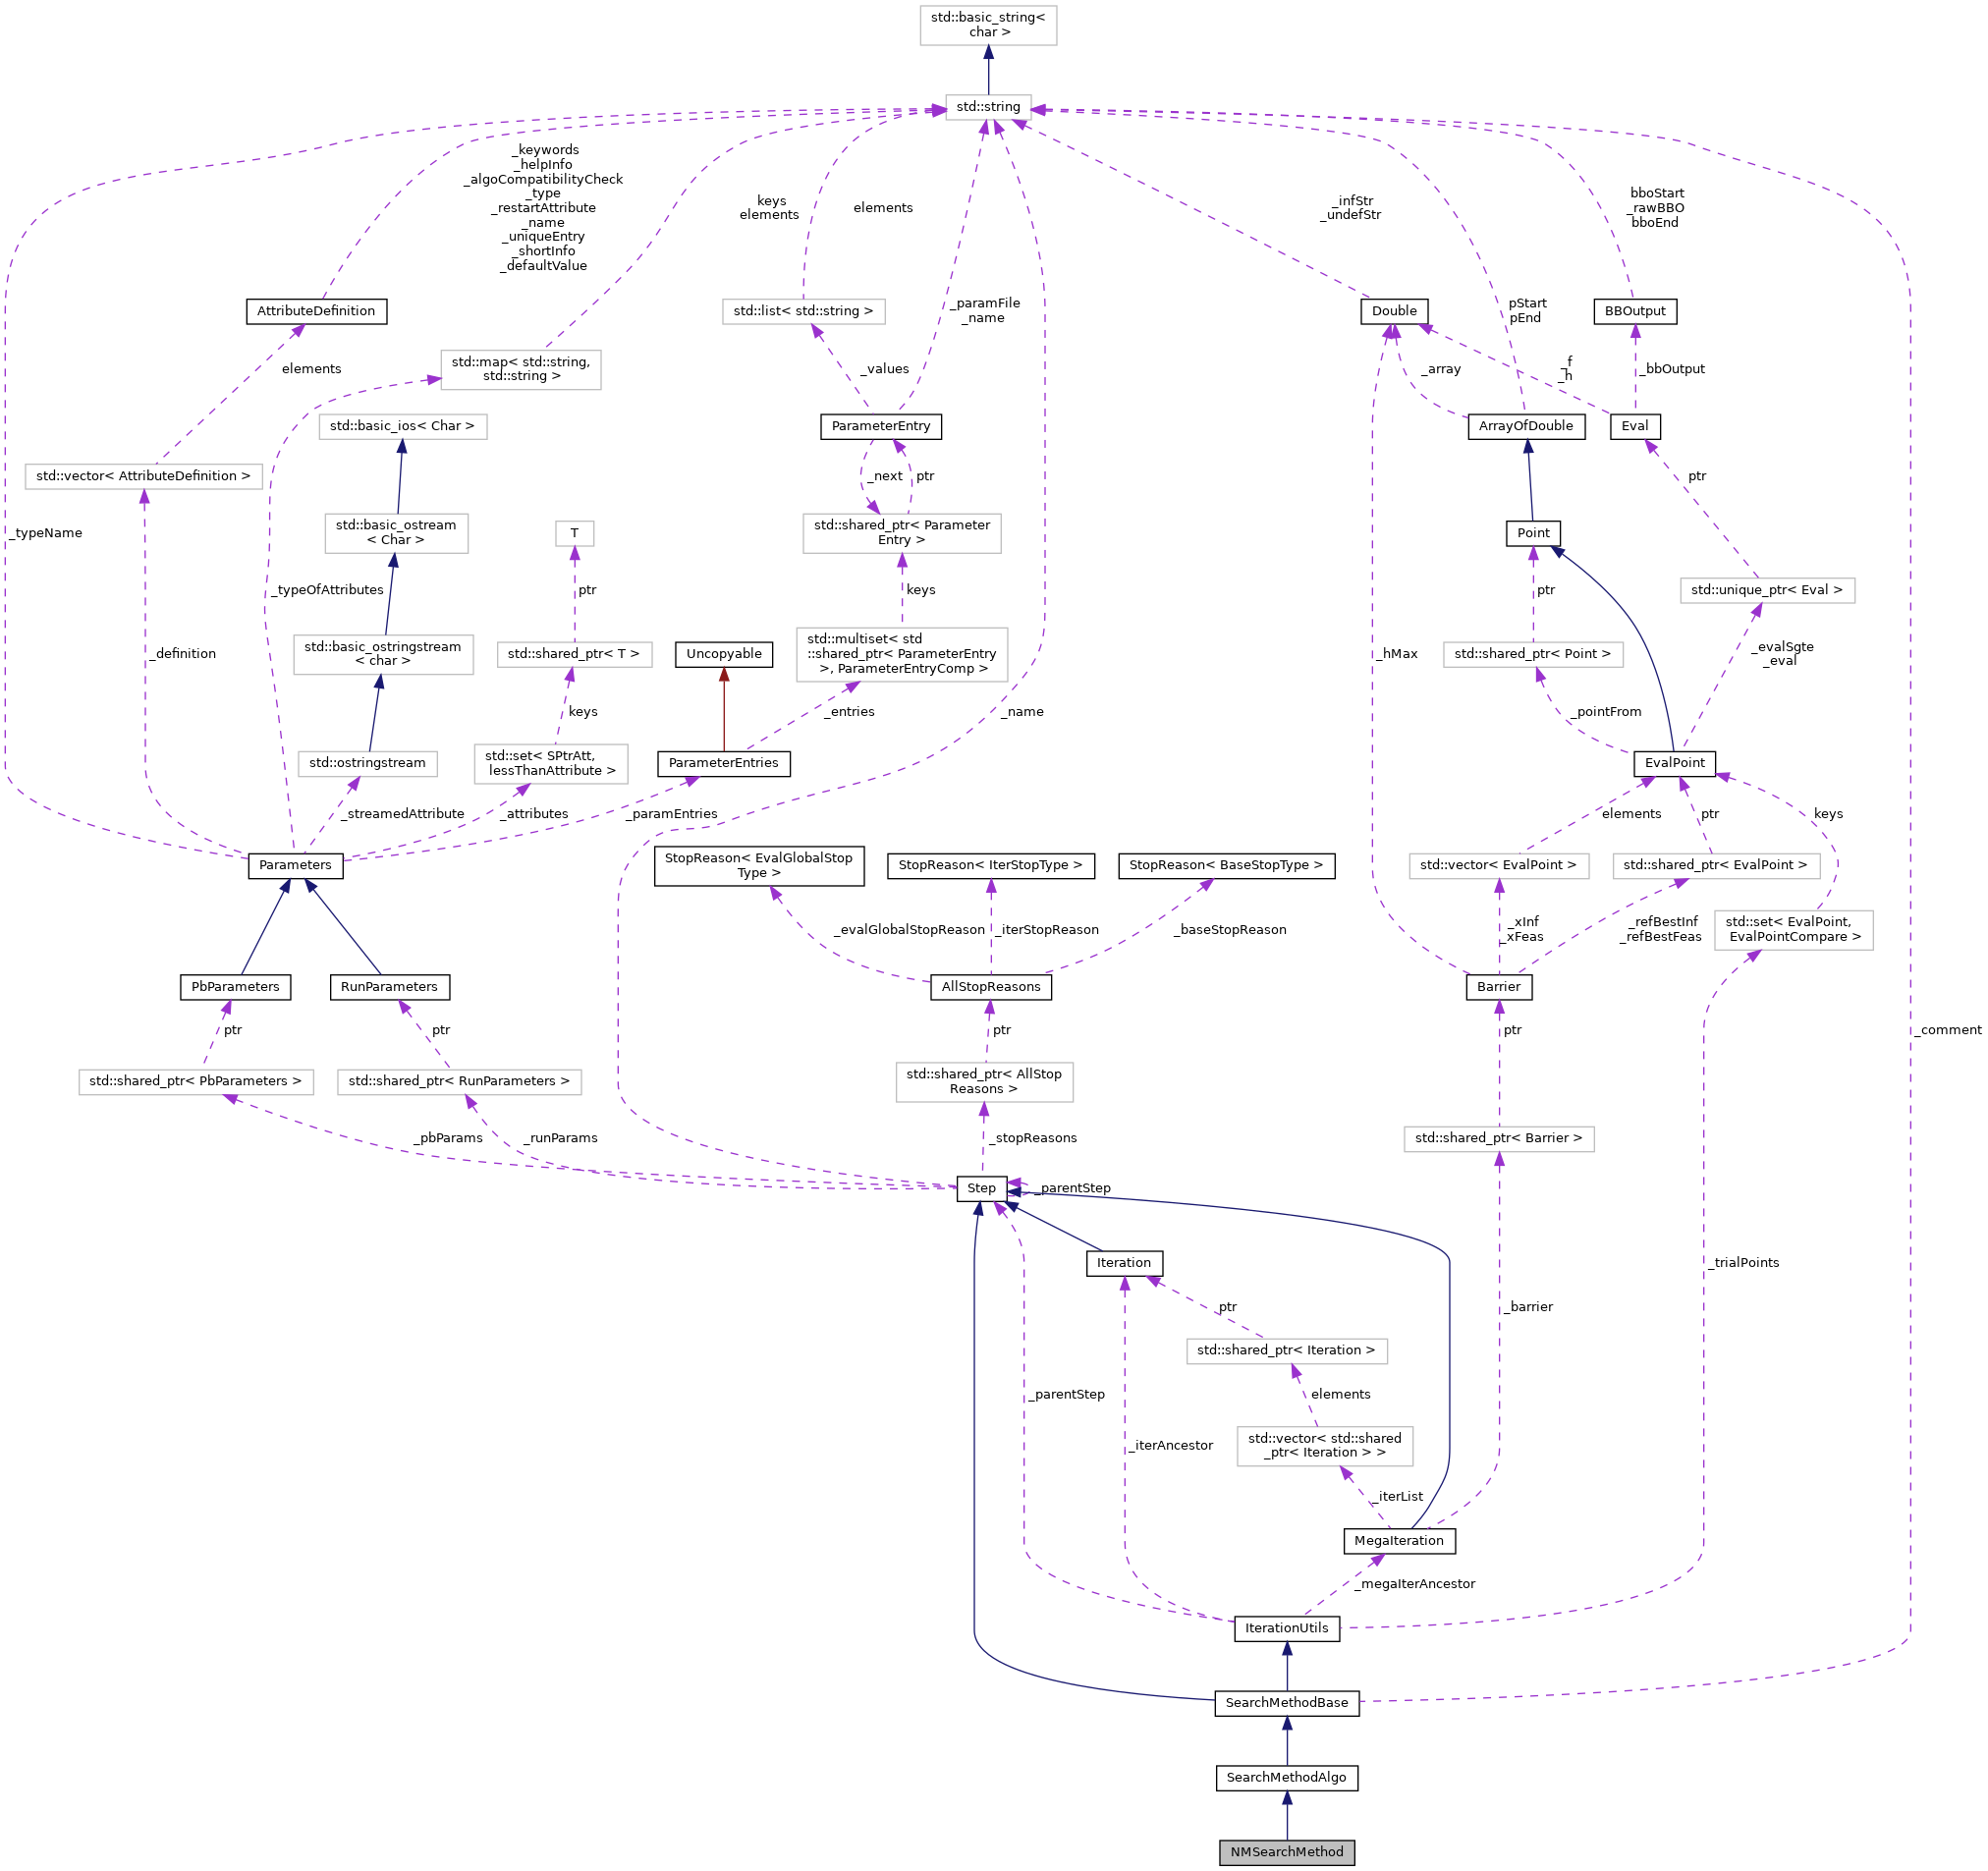 std::basic_string<
char >
std::string
_keywords
_helpInfo
_algoCompatibilityCheck
_type
_restartAttribute
_name
_uniqueEntry
_shortInfo
_defaultValue
keys
elements
elements
_infStr
_undefStr
bboStart
_rawBBO
bboEnd
AttributeDefinition
std::list< std::string >
_paramFile
_name
Double
pStart
pEnd
BBOutput
elements
std::map< std::string,
std::string >
_values
_array
_f
_h
_bbOutput
std::basic_ios< Char >
ParameterEntry
ArrayOfDouble
Eval
std::vector< AttributeDefinition >
_next
ptr
ptr
_typeName
std::basic_ostream
< Char >
T
std::shared_ptr< Parameter
Entry >
Point
_typeOfAttributes
ptr
keys
ptr
std::unique_ptr< Eval >
_definition
std::basic_ostringstream
< char >
std::shared_ptr< T >
Uncopyable
std::multiset< std
::shared_ptr< ParameterEntry
>, ParameterEntryComp >
_hMax
std::shared_ptr< Point >
_evalSgte
_eval
keys
_entries
_name
_pointFrom
std::ostringstream
std::set< SPtrAtt,
lessThanAttribute >
ParameterEntries
EvalPoint
_streamedAttribute
_attributes
_paramEntries
elements
ptr
keys
Parameters
StopReason< EvalGlobalStop
Type >
StopReason< IterStopType >
StopReason< BaseStopType >
std::vector< EvalPoint >
std::shared_ptr< EvalPoint >
_evalGlobalStopReason
_iterStopReason
_baseStopReason
_xInf
_xFeas
_refBestInf
_refBestFeas
std::set< EvalPoint,
EvalPointCompare >
PbParameters
RunParameters
AllStopReasons
Barrier
ptr
ptr
ptr
ptr
_comment
std::shared_ptr< PbParameters >
std::shared_ptr< RunParameters >
std::shared_ptr< AllStop
Reasons >
_pbParams
_runParams
_stopReasons
std::shared_ptr< Barrier >
Step
_parentStep
Iteration
_trialPoints
ptr
_barrier
std::shared_ptr< Iteration >
_parentStep
elements
_iterAncestor
std::vector< std::shared
_ptr< Iteration > >
_iterList
MegaIteration
_megaIterAncestor
IterationUtils
SearchMethodBase
SearchMethodAlgo
NMSearchMethod